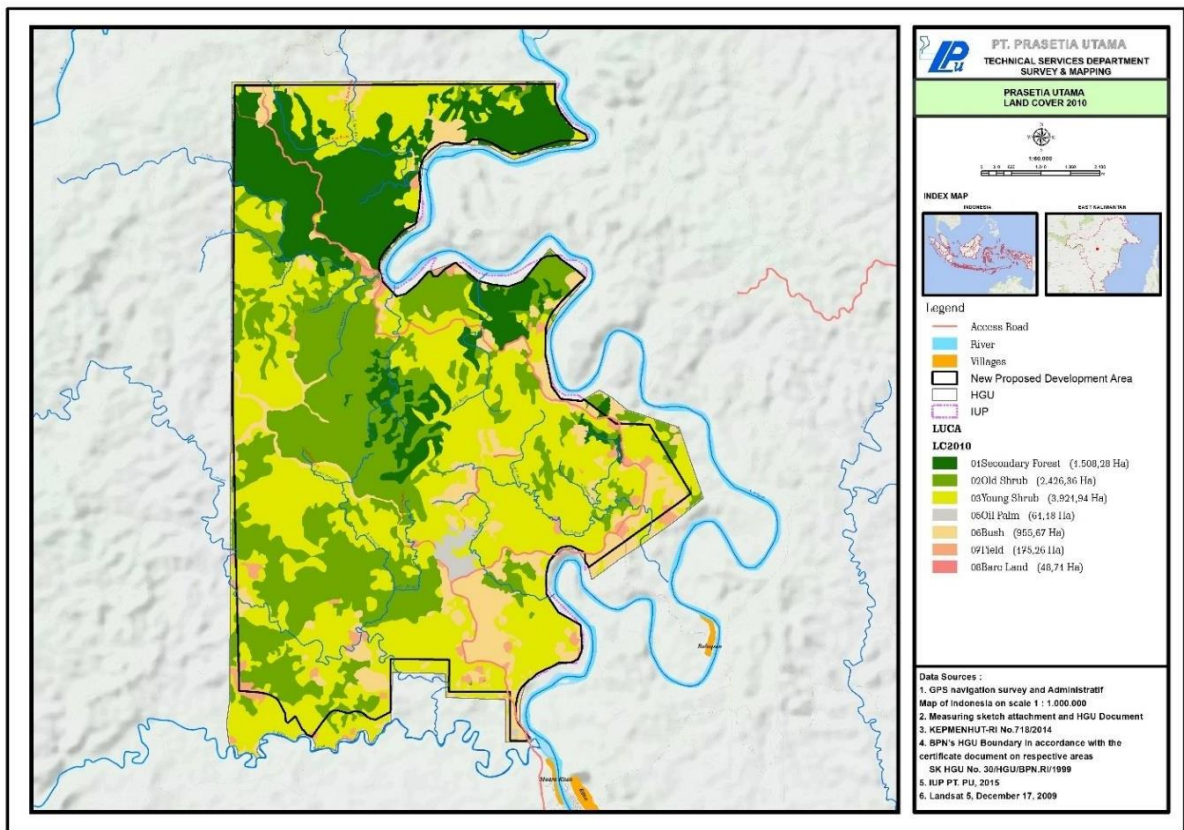 PT. PRASETIA UTAMA
TECHNICAL SERVICES DEPARTMENT
SURVEY & MAPPING
PRASETIA UTAMA
LAND COVER 2010
1:60.000
INDEX MAP
INDONESIA
EAST KALIMANTAN
Legend
Access Road
River
Villages
New Proposed Development Area
HGU
IUP
LUCA
LC2010
01Secondary Forest (1.508,28 Ha)
02Old Shrub (2.426,36 Ha)
03Young Shrub (3,921,94 Ha)
05Oil Palm (61,18 Ha)
06Bush (955,67 Ha)
07Field (175,26 Ha)
08Bare Land (48,71 Ha)
Data Sources :
1. GPS navigation survey and Administratif
Map of Indonesia on scale 1 : 1.000.000
2. Measuring sketch attachment and HGU Document
3. KEPMENHUT-RI No.718/2014
4. BPN's HGU Boundary in accordance with the
certificate document on respective areas
SK HGU No. 30/HGU/BPN.RI/1999
5. IUP PT. PU, 2015
6. Landsat 5, December 17, 2009